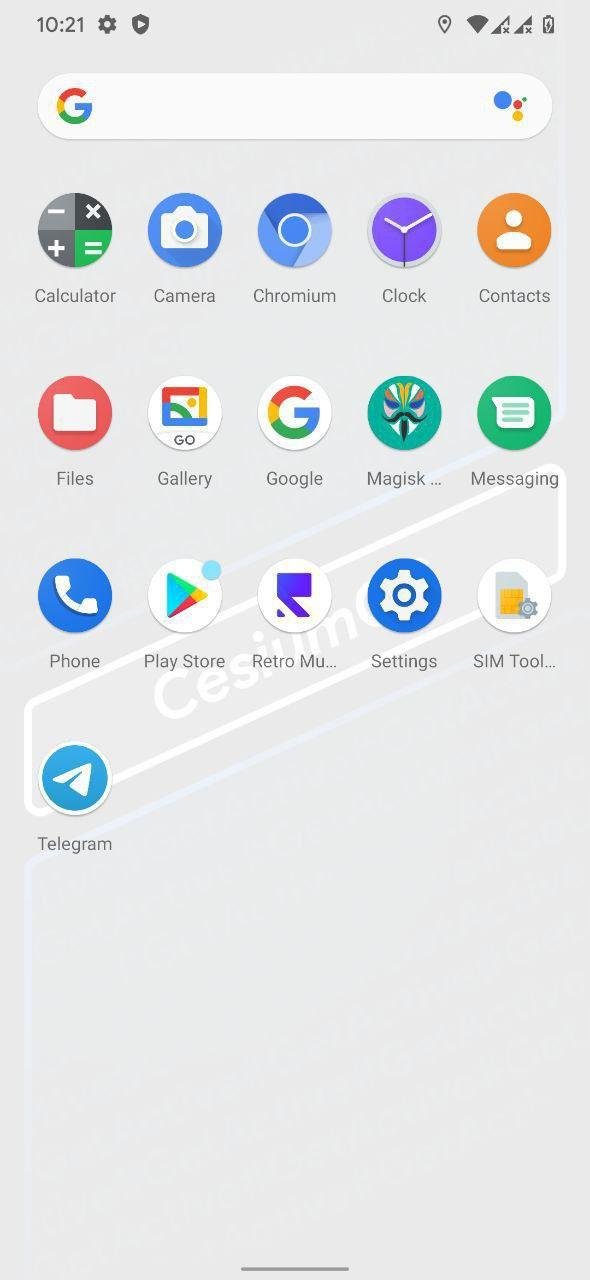 10:21
Calculator
Camera
Chromium
Clock
Contacts
Files
Gallery
GO
Google
Magisk ...
Messaging
Phone
Play Store
Retro Mu...
Settings
SIM Tool...
Telegram